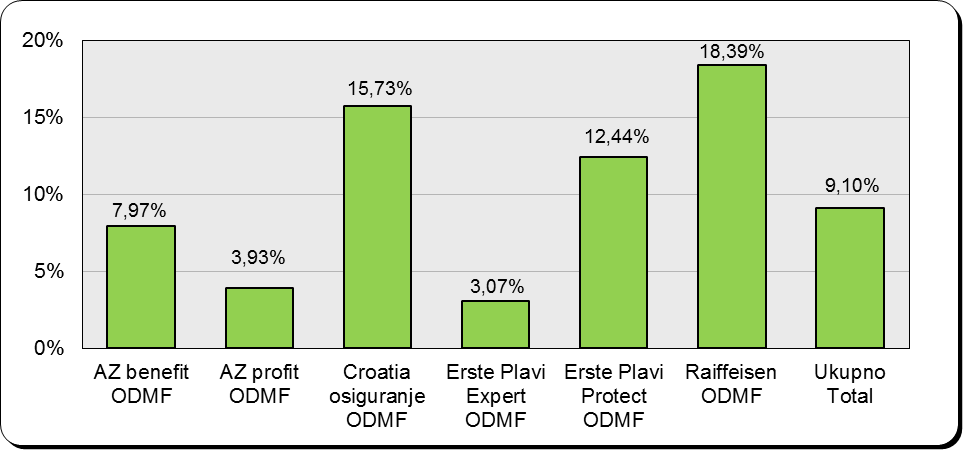 20%
15%
10%
5%
0%
7,97%
3,93%
15,73%
3,07%
12,44%
18,39%
9,10%
AZ benefit
ODMF
AZ profit
ODMF
Croatia
osiguranje
ODMF
Erste Plavi
Expert
ODMF
Erste Plavi
Protect
ODMF
Raiffeisen
ODMF
Ukupno
Total